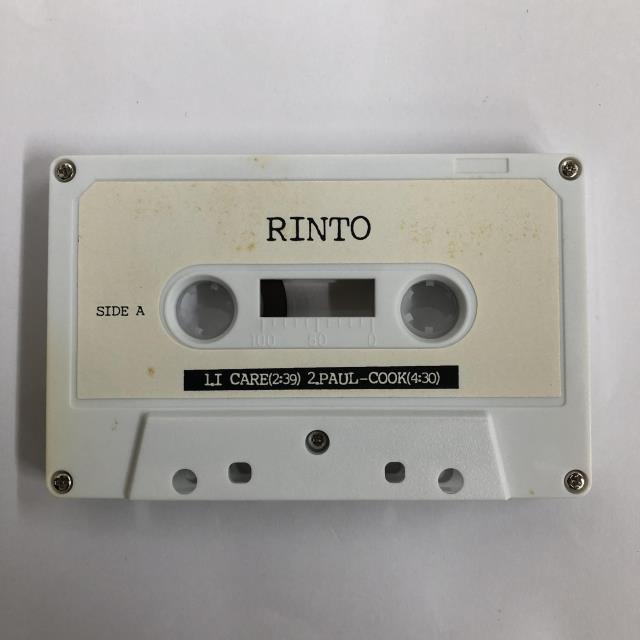 RINTO
SIDE A
100 60 0
1.I CARE(2:39) 2.PAUL-COOK(4:30)